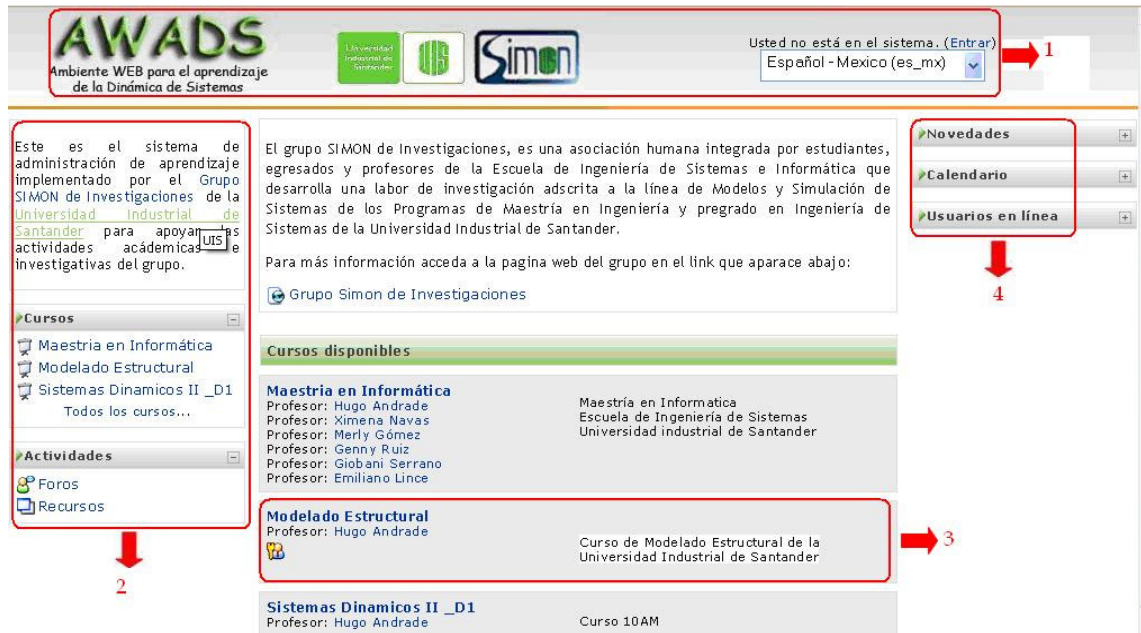 AWADS
Ambiente WEB para el aprendizaje
de la Dinámica de Sistemas
Universidad
Industrial de
Santander
UIS
Simon
Usted no está en el sistema. (Entrar)
Español - Mexico (es_mx)
1
Este es el sistema de
administración de aprendizaje
implementado por el Grupo
SIMON de Investigaciones de la
Universidad Industrial de
Santander para apoyar las
actividades académicas e
investigativas del grupo.
UIS
Cursos
Maestria en Informática
Modelado Estructural
Sistemas Dinamicos II _D1
Todos los cursos...
Actividades
Foros
Recursos
2
El grupo SIMON de Investigaciones, es una asociación humana integrada por estudiantes,
egresados y profesores de la Escuela de Ingeniería de Sistemas e Informática que
desarrolla una labor de investigación adscrita a la línea de Modelos y Simulación de
Sistemas de los Programas de Maestría en Ingeniería y pregrado en Ingeniería de
Sistemas de la Universidad Industrial de Santander.
Para más información acceda a la pagina web del grupo en el link que aparace abajo:
Grupo Simon de Investigaciones
Cursos disponibles
Maestria en Informática
Profesor: Hugo Andrade
Profesor: Ximena Navas
Profesor: Merly Gómez
Profesor: Genny Ruiz
Profesor: Giobani Serrano
Profesor: Emiliano Lince
Maestría en Informatica
Escuela de Ingeniería de Sistemas
Universidad industrial de Santander
Modelado Estructural
Profesor: Hugo Andrade
Curso de Modelado Estructural de la
Universidad Industrial de Santander
3
Sistemas Dinamicos II _D1
Profesor: Hugo Andrade
Curso 10AM
Novedades
Calendario
Usuarios en línea
4